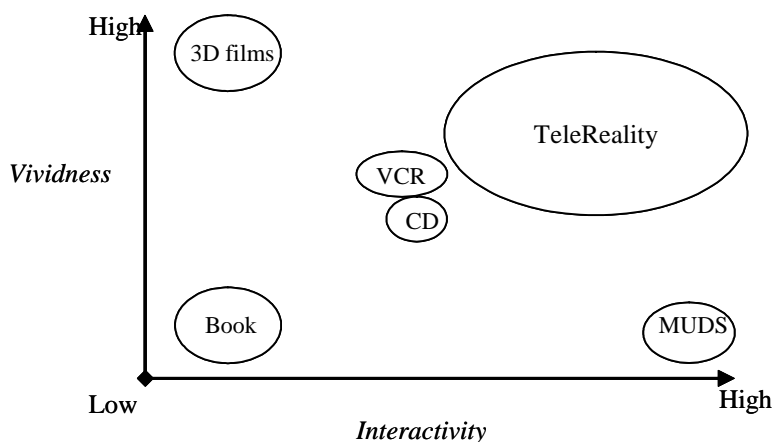 High
3D films
TeleReality
Vividness
VCR
CD
Book
MUDS
Low
High
Interactivity